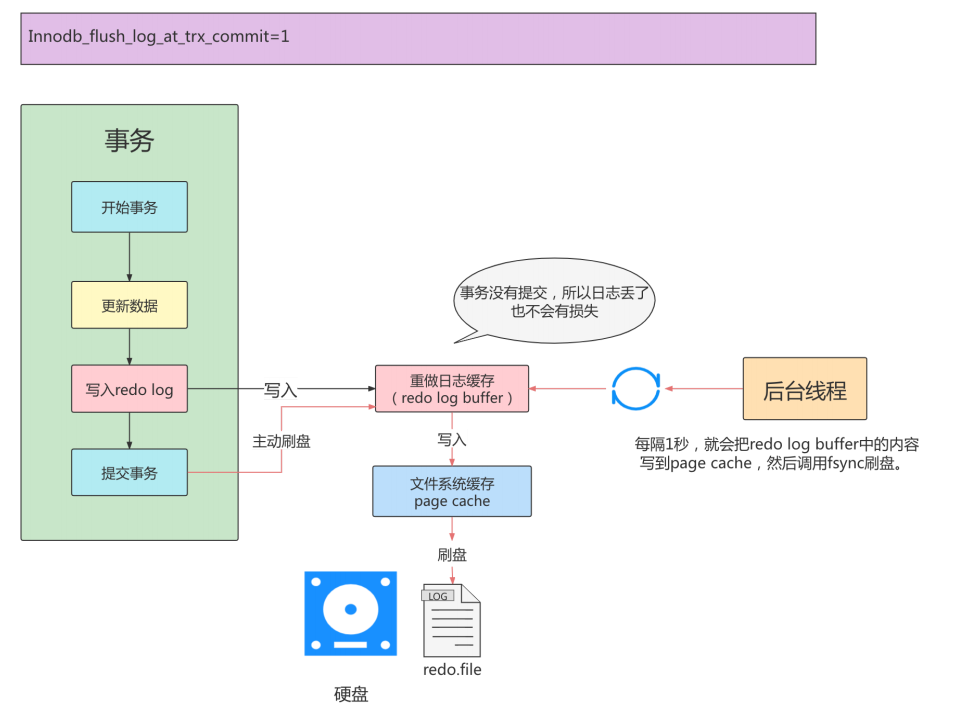 Innodb_flush_log_at_trx_commit=1
事务
开始事务
更新数据
写入redo log
提交事务
写入
主动刷盘
事务没有提交，所以日志丢了
也不会有损失
重做日志缓存
（redo log buffer）
写入
文件系统缓存
page cache
刷盘
LOG
redo.file
硬盘
后台线程
每隔1秒，就会把redo log buffer中的内容
写到page cache，然后调用fsync刷盘。